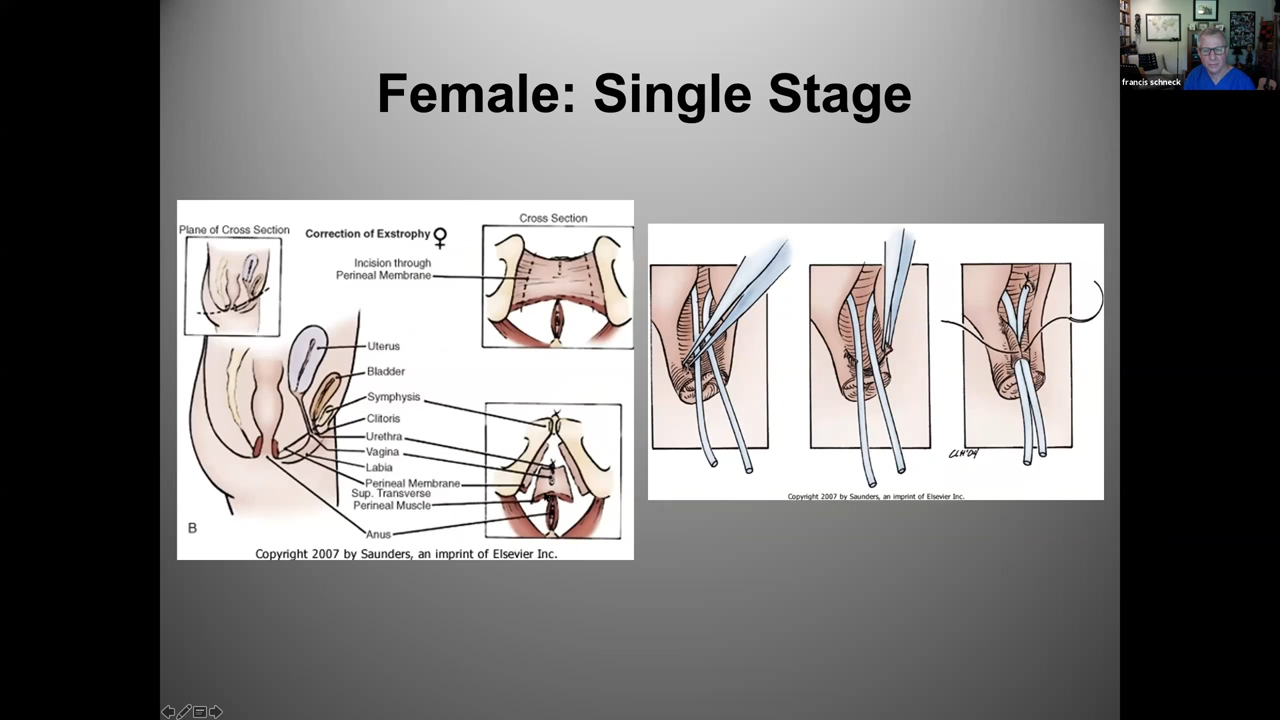 Female: Single Stage
francis schneck
Plane of Cross Section
Correction of Exstrophy
Cross Section
Incision through
Perineal Membrane
Uterus
Bladder
Symphysis
Clitoris
Urethra
Vagina
Labia
Perineal Membrane
Sup. Transverse
Perineal Muscle
Anus
B
Copyright 2007 by Saunders, an imprint of Elsevier Inc.
CLH'04
Copyright 2007 by Saunders, an imprint of Elsevier Inc.